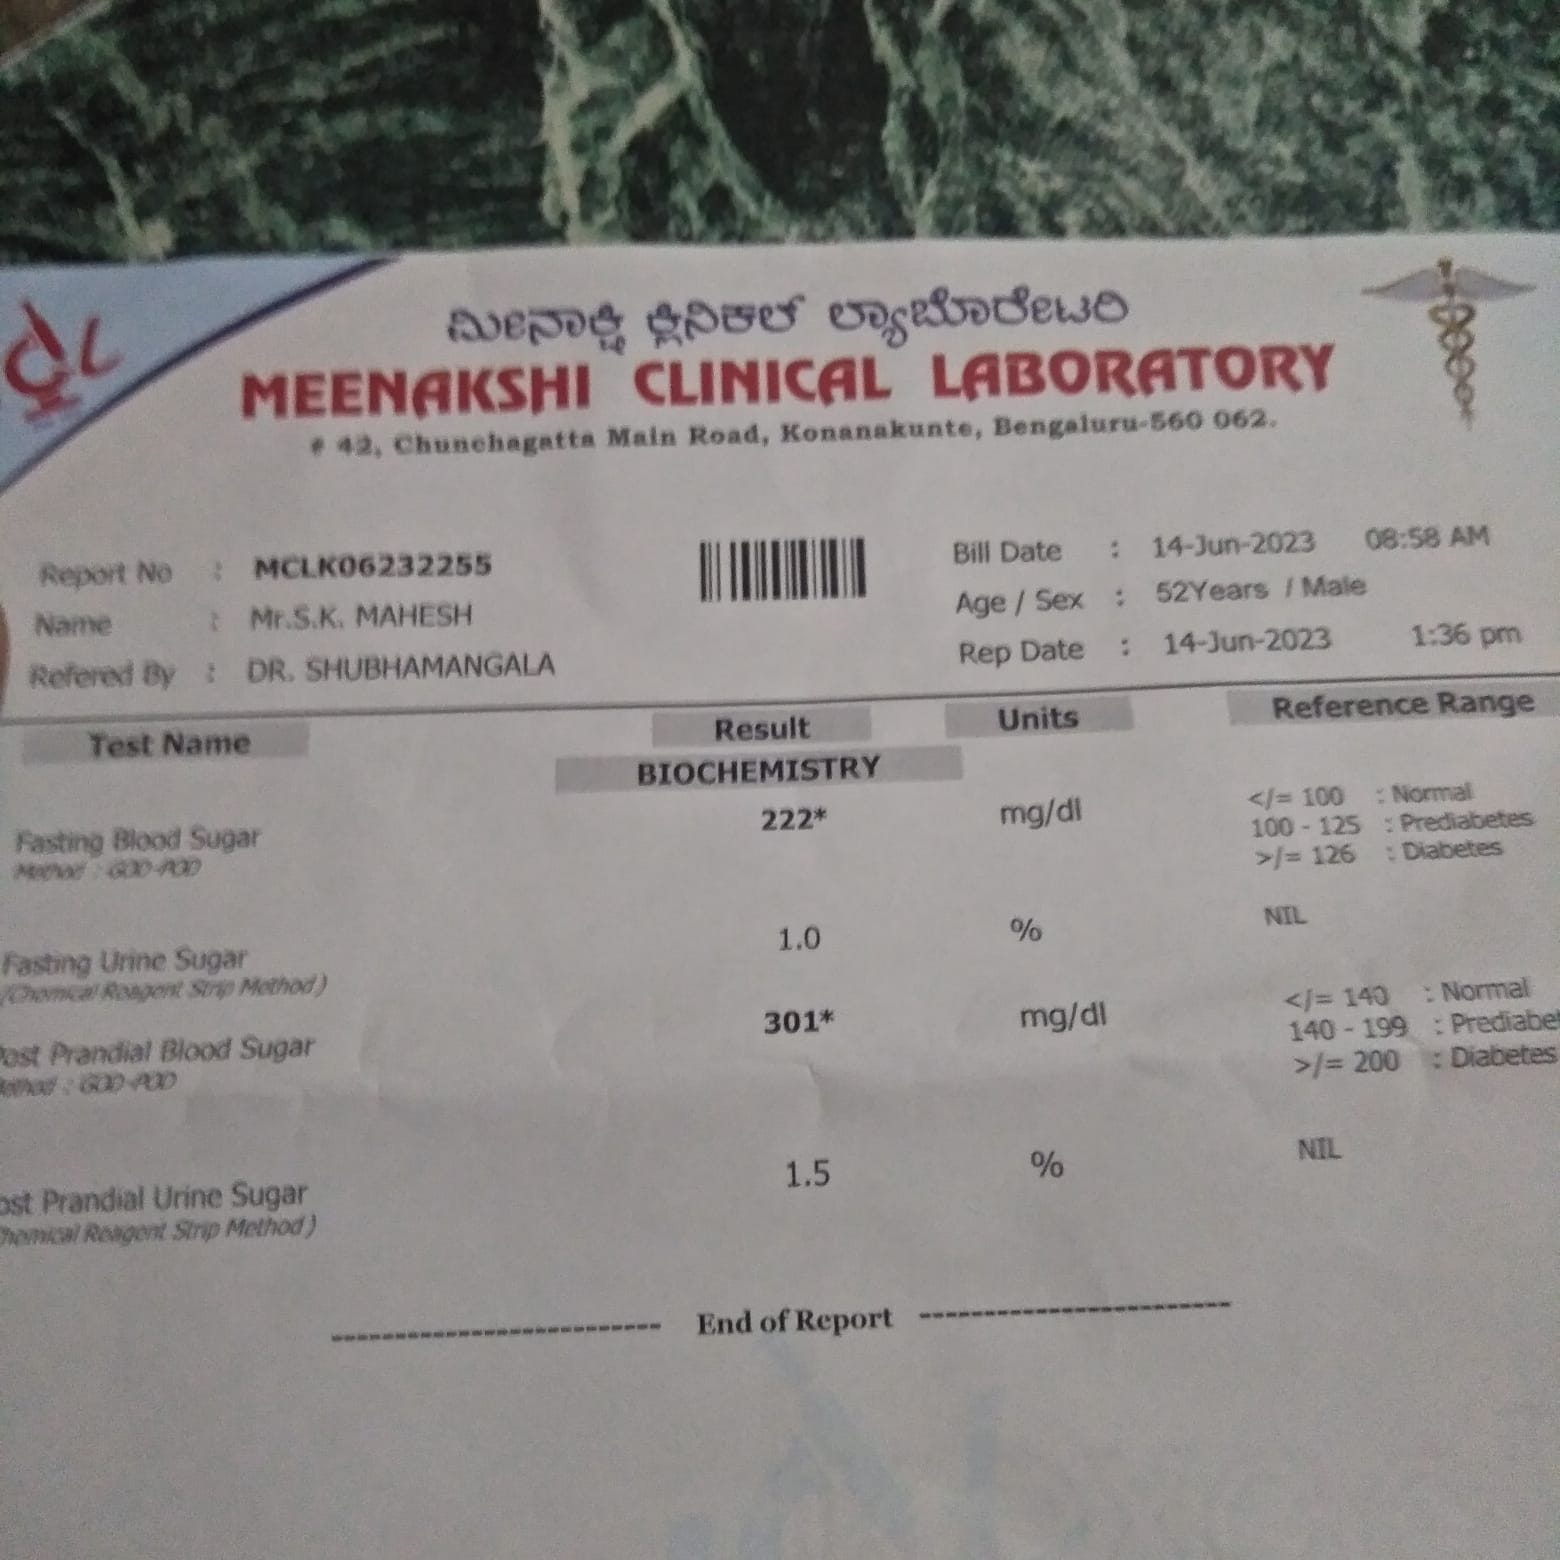 ಮೀನಾಕ್ಷಿ ಕ್ಲಿನಿಕಲ್ ಲ್ಯಾಬೊರೇಟರಿ
MEENAKSHI CLINICAL LABORATORY
# 42, Chunchagatta Main Road, Konanakunte, Bengaluru-560 062.
Report No : MCLK06232255 Bill Date : 14-Jun-2023 08:58 AM
Name : Mr.S.K. MAHESH Age / Sex : 52Years / Male
Refered By : DR. SHUBHAMANGALA Rep Date : 14-Jun-2023 1:36 pm
Test Name Result Units Reference Range
BIOCHEMISTRY
Fasting Blood Sugar 222* mg/dl </= 100 : Normal
Method : GOD-POD 100 - 125 : Prediabetes
>/= 126 : Diabetes
Fasting Urine Sugar 1.0 % NIL
(Chemical Reagent Strip Method)
Post Prandial Blood Sugar 301* mg/dl </= 140 : Normal
Method : GOD-POD 140 - 199 : Prediabet
>/= 200 : Diabetes
ost Prandial Urine Sugar 1.5 % NIL
hemical Reagent Strip Method)
End of Report